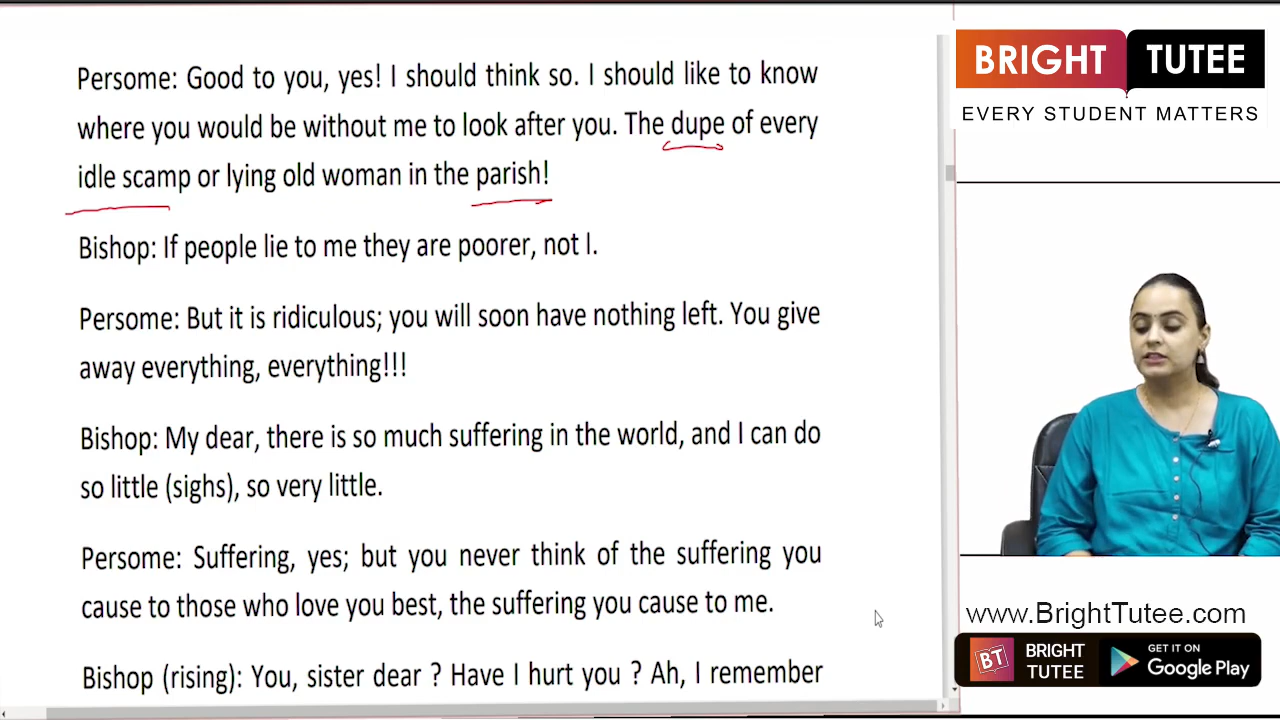 Persome: Good to you, yes! I should think so. I should like to know
where you would be without me to look after you. The dupe of every
idle scamp or lying old woman in the parish!
Bishop: If people lie to me they are poorer, not I.
Persome: But it is ridiculous; you will soon have nothing left. You give
away everything, everything!!!
Bishop: My dear, there is so much suffering in the world, and I can do
so little (sighs), so very little.
Persome: Suffering, yes; but you never think of the suffering you
cause to those who love you best, the suffering you cause to me.
Bishop (rising): You, sister dear ? Have I hurt you ? Ah, I remember
BRIGHT TUTEE
EVERY STUDENT MATTERS
www.BrightTutee.com
BT BRIGHT TUTEE
GET IT ON
Google Play